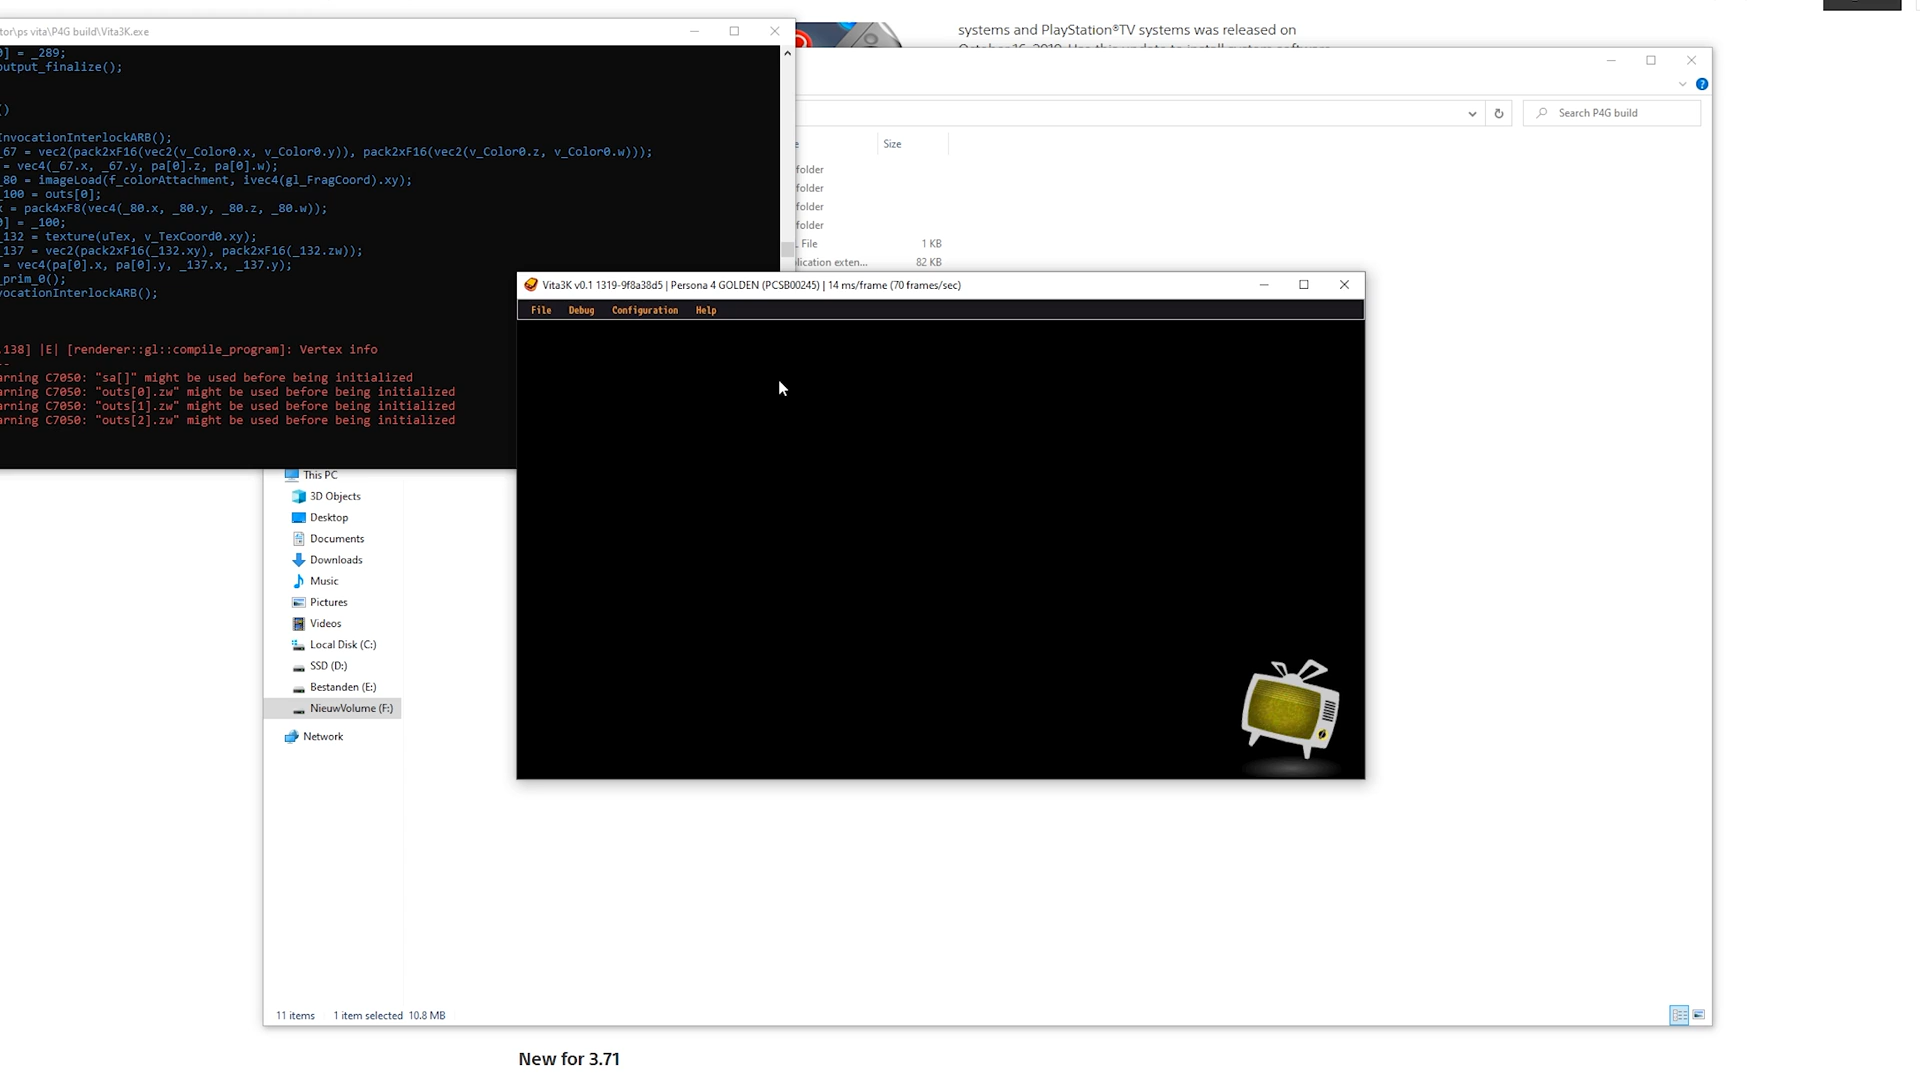 systems and PlayStation®TV systems was released on
tor\ps vita\P4G build\Vita3K.exe
0] = _289;
output_finalize();
()
InvocationInterlockARB();
_67 = vec2(pack2xF16(vec2(v_Color0.x, v_Color0.y)), pack2xF16(vec2(v_Color0.z, v_Color0.w)));
= vec4(_67.x, _67.y, pa[0].z, pa[0].w);
_80 = imageLoad(f_colorAttachment, ivec4(gl_FragCoord).xy);
_100 = outs[0];
x = pack4xF8(vec4(_80.x, _80.y, _80.z, _80.w));
0] = _100;
_132 = texture(uTex, v_TexCoord0.xy);
_137 = vec2(pack2xF16(_132.xy), pack2xF16(_132.zw));
= vec4(pa[0].x, pa[0].y, _137.x, _137.y);
_prim_0();
vocationInterlockARB();
.138] |E| [renderer::gl::compile_program]: Vertex info
--
arning C7050: "sa[]" might be used before being initialized
arning C7050: "outs[0].zw" might be used before being initialized
arning C7050: "outs[1].zw" might be used before being initialized
arning C7050: "outs[2].zw" might be used before being initialized
Search P4G build
Size
folder
folder
folder
folder
File 1 KB
lication exten... 82 KB
Vita3K v0.1 1319-9f8a38d5 | Persona 4 GOLDEN (PCSB00245) | 14 ms/frame (70 frames/sec)
File Debug Configuration Help
This PC
3D Objects
Desktop
Documents
Downloads
Music
Pictures
Videos
Local Disk (C:)
SSD (D:)
Bestanden (E:)
NieuwVolume (F:)
Network
11 items 1 item selected 10.8 MB
New for 3.71